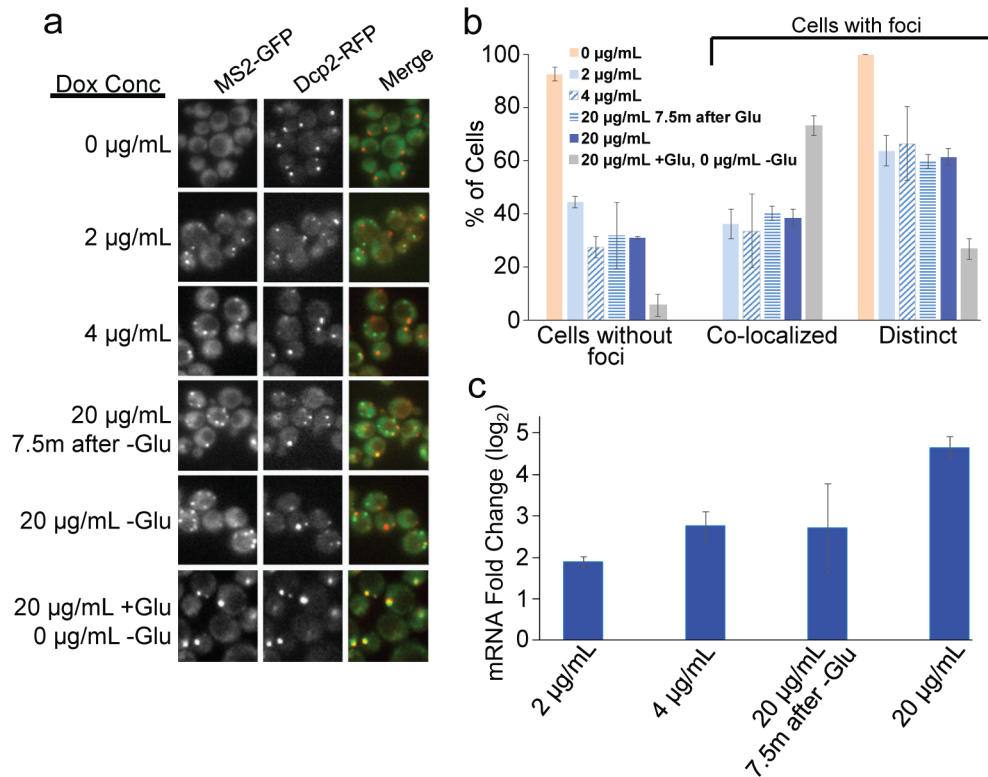 a
MS2-GFP
Dcp2-RFP
Merge
Dox Conc
0 µg/mL
2 µg/mL
4 µg/mL
20 µg/mL
7.5m after -Glu
20 µg/mL -Glu
20 µg/mL +Glu
0 µg/mL -Glu
b
Cells with foci
% of Cells
100
80
60
40
20
0
0 µg/mL
2 µg/mL
4 µg/mL
20 µg/mL 7.5m after Glu
20 µg/mL
20 µg/mL +Glu, 0 µg/mL -Glu
Cells without
foci
Co-localized
Distinct
c
mRNA Fold Change (log2)
5
4
3
2
1
0
2 µg/mL
4 µg/mL
20 µg/mL
7.5m after -Glu
20 µg/mL